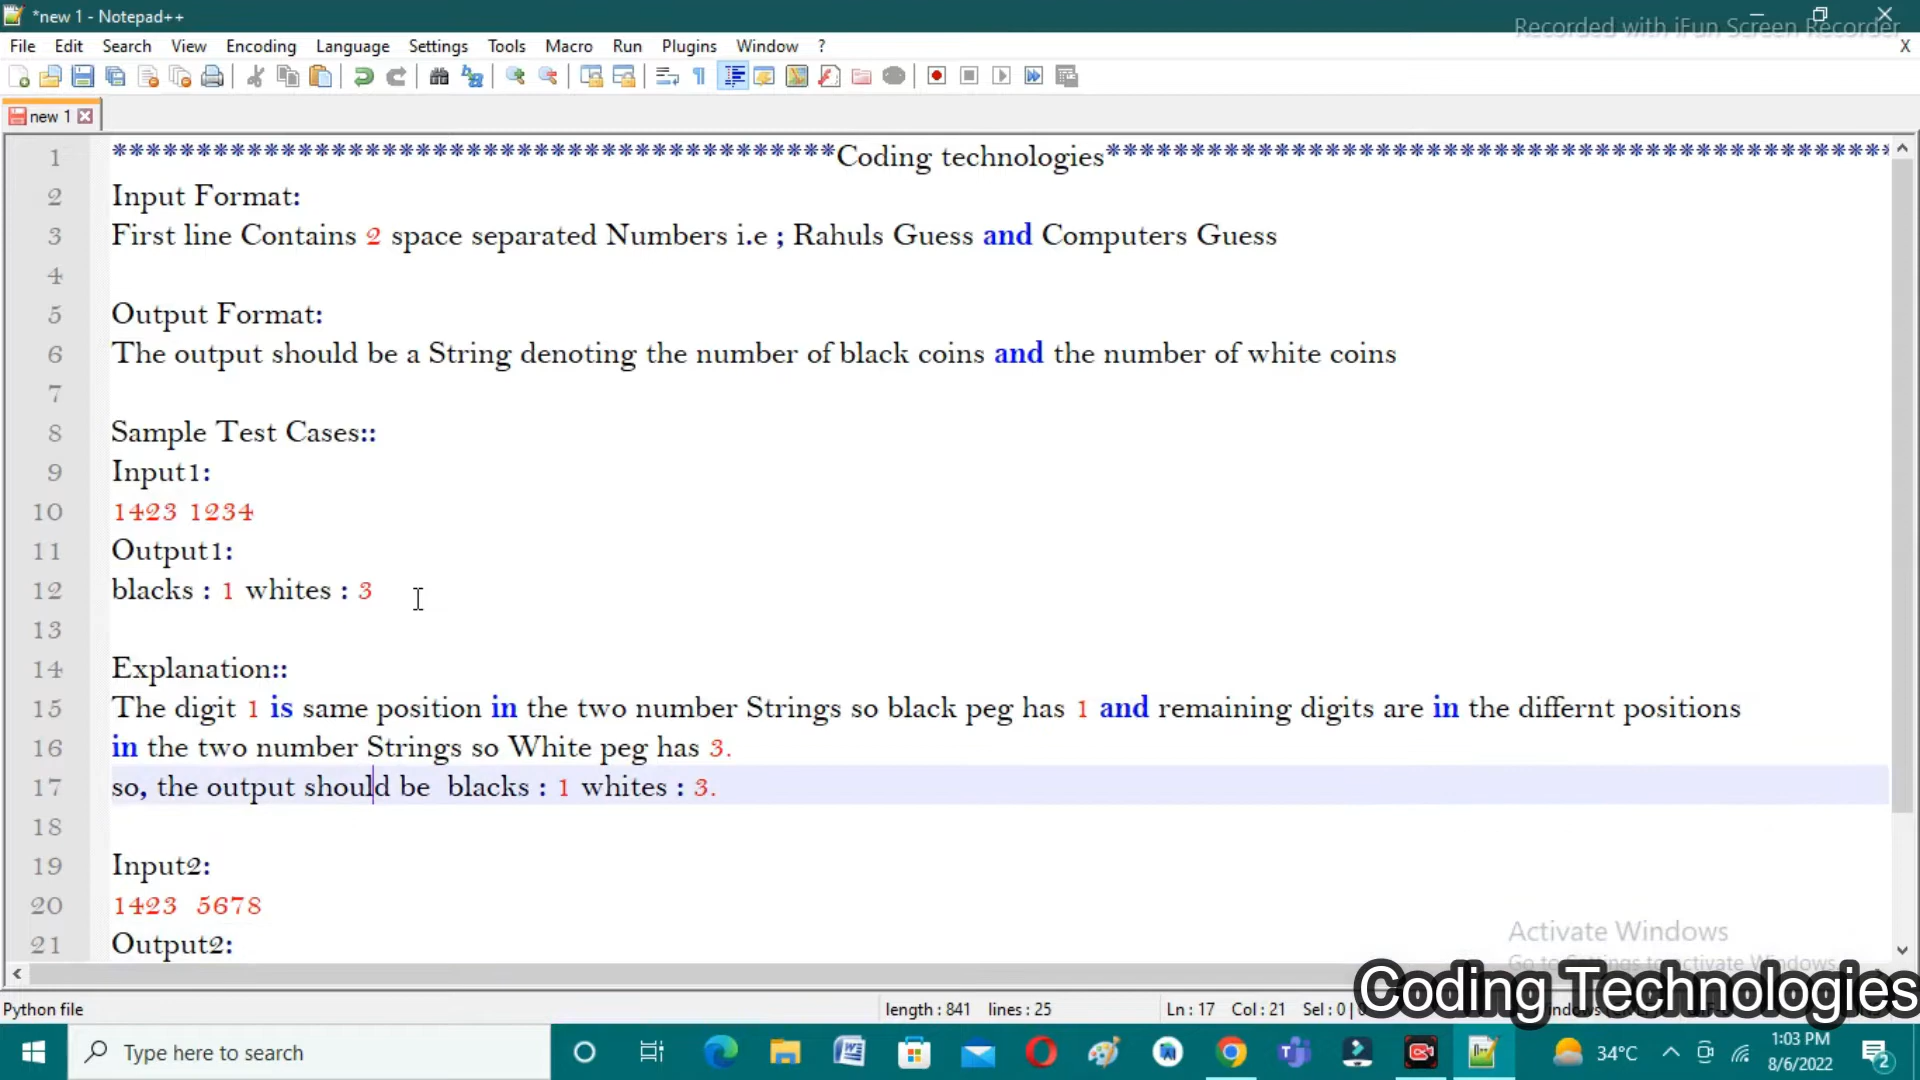 *new 1 - Notepad++
Recorded with iFun Screen Recorder
File Edit Search View Encoding Language Settings Tools Macro Run Plugins Window ? X
new 1
1 *******************************************Coding technologies***********************************************
2 Input Format:
3 First line Contains 2 space separated Numbers i.e ; Rahuls Guess and Computers Guess
4
5 Output Format:
6 The output should be a String denoting the number of black coins and the number of white coins
7
8 Sample Test Cases::
9 Input1:
10 1423 1234
11 Output1:
12 blacks : 1 whites : 3
13
14 Explanation::
15 The digit 1 is same position in the two number Strings so black peg has 1 and remaining digits are in the differnt positions
16 in the two number Strings so White peg has 3.
17 so, the output should be  blacks : 1 whites : 3.
18
19 Input2:
20 1423  5678
21 Output2:
Activate Windows
Go to Settings to activate Windows.
Coding Technologies
Python file length : 841 lines : 25 Ln : 17 Col : 21 Sel : 0 |
Type here to search
34°C 1:03 PM
8/6/2022
2